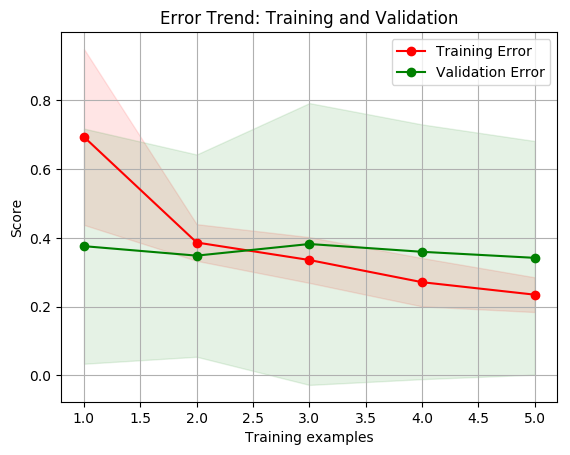 Error Trend: Training and Validation
Training Error
Validation Error
Score
0.8
0.6
0.4
0.2
0.0
1.0 1.5 2.0 2.5 3.0 3.5 4.0 4.5 5.0
Training examples